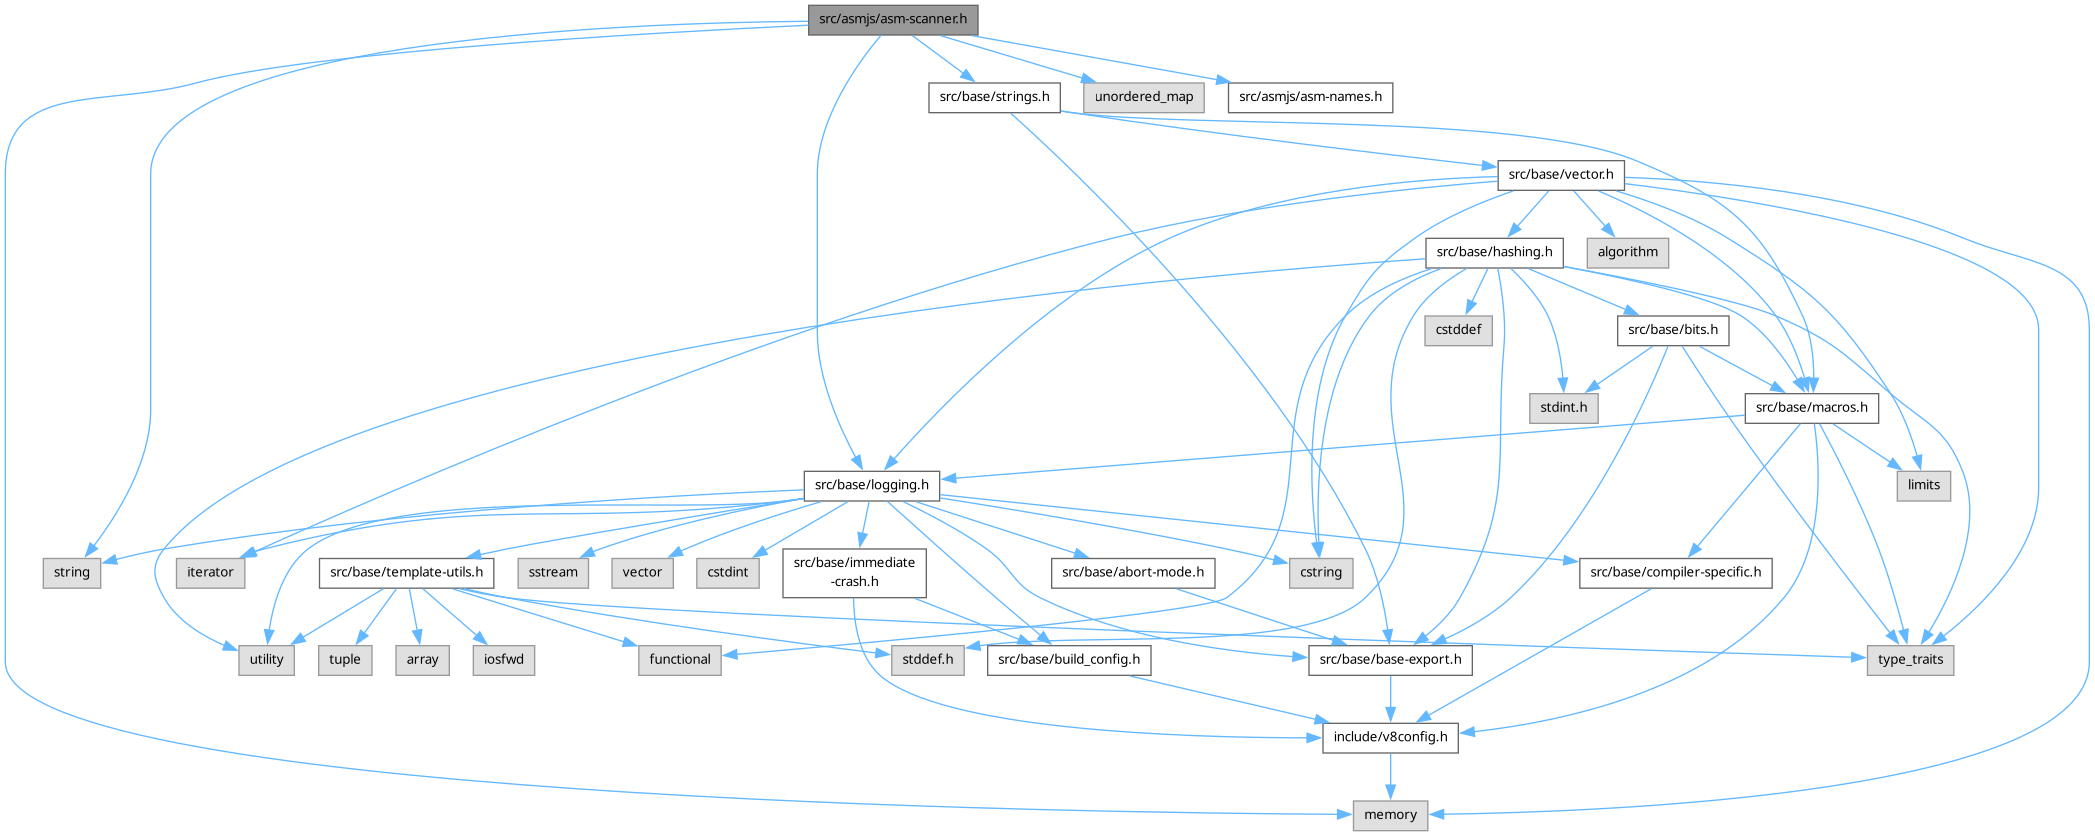 src/asmjs/asm-scanner.h
src/base/strings.h
unordered_map
src/asmjs/asm-names.h
src/base/vector.h
src/base/hashing.h
algorithm
cstddef
src/base/bits.h
stdint.h
src/base/macros.h
src/base/logging.h
limits
string
iterator
src/base/template-utils.h
sstream
vector
cstdint
src/base/immediate
-crash.h
src/base/abort-mode.h
cstring
src/base/compiler-specific.h
utility
tuple
array
iosfwd
functional
stddef.h
src/base/build_config.h
src/base/base-export.h
type_traits
include/v8config.h
memory